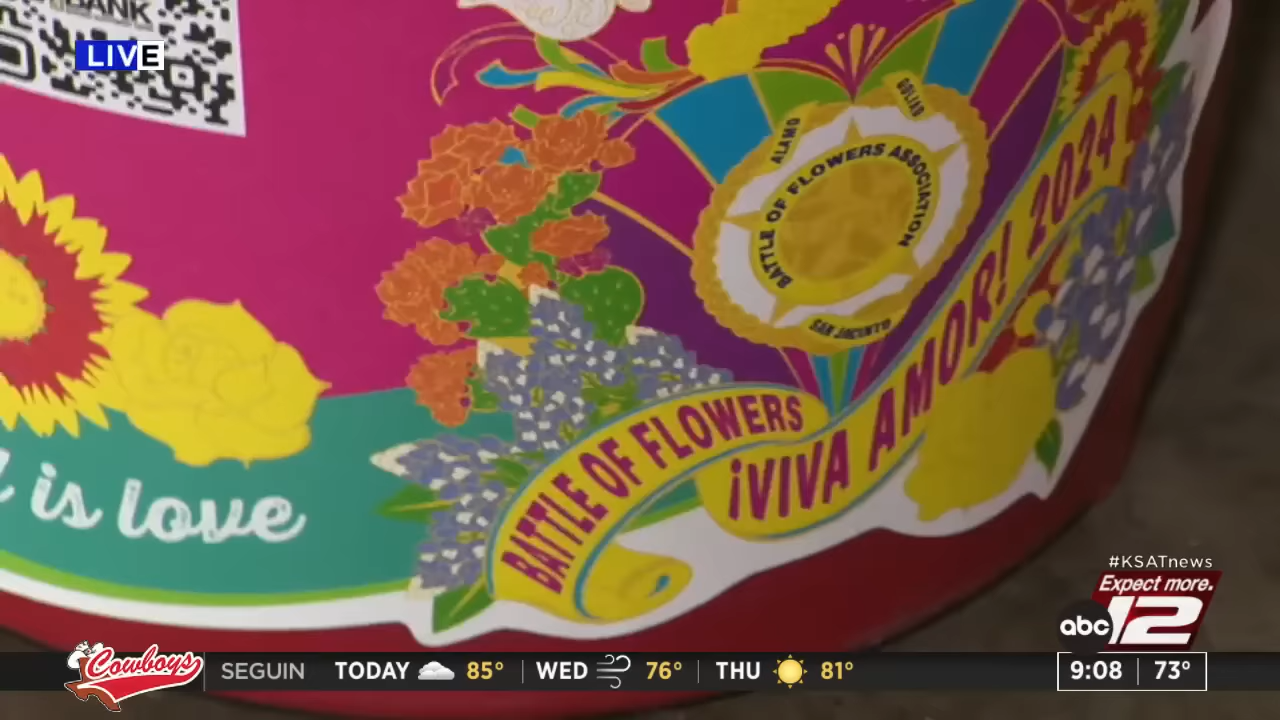 BANK
LIVE
ALAMO
GOLIAD
BATTLE OF FLOWERS ASSOCIATION
SAN JACINTO
BATTLE OF FLOWERS
¡VIVA AMOR! 2024
is love
#KSATnews
Expect more.
abc 12
Cowboys SEGUIN TODAY 85° WED 76° THU 81° 9:08 73°